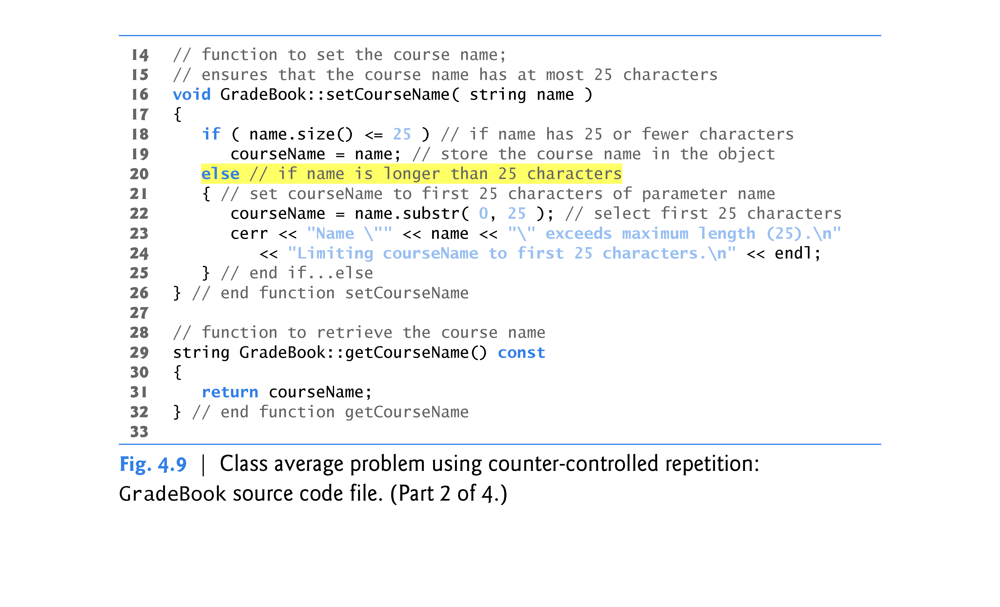 14 // function to set the course name;
15 // ensures that the course name has at most 25 characters
16 void GradeBook::setCourseName( string name )
17 {
18    if ( name.size() <= 25 ) // if name has 25 or fewer characters
19       courseName = name; // store the course name in the object
20    else // if name is longer than 25 characters
21    { // set courseName to first 25 characters of parameter name
22       courseName = name.substr( 0, 25 ); // select first 25 characters
23       cerr << "Name \"" << name << "\" exceeds maximum length (25).\n"
24          << "Limiting courseName to first 25 characters.\n" << endl;
25    } // end if...else
26 } // end function setCourseName
27
28 // function to retrieve the course name
29 string GradeBook::getCourseName() const
30 {
31    return courseName;
32 } // end function getCourseName
33
Fig. 4.9 | Class average problem using counter-controlled repetition:
GradeBook source code file. (Part 2 of 4.)